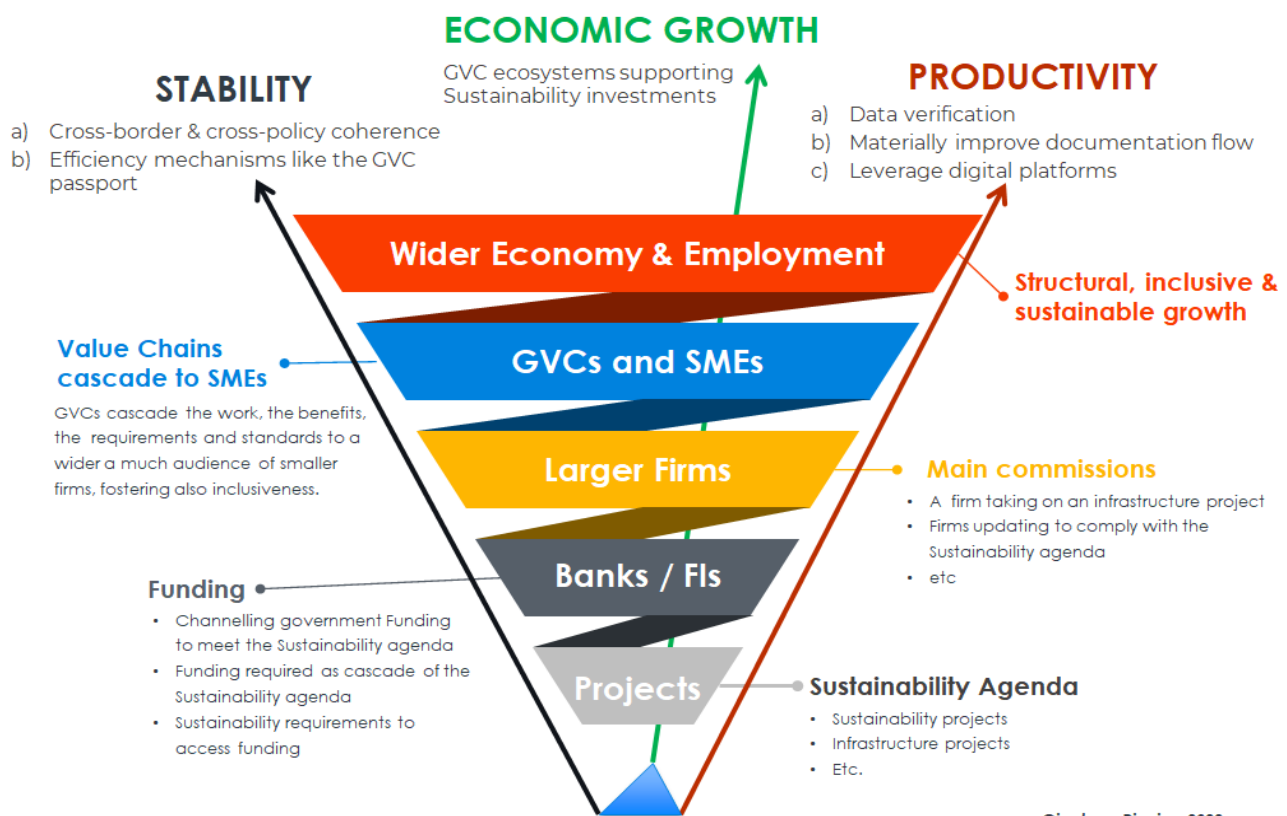 ECONOMIC GROWTH
GVC ecosystems supporting
Sustainability investments
STABILITY
a) Cross-border & cross-policy coherence
b) Efficiency mechanisms like the GVC
passport
PRODUCTIVITY
a) Data verification
b) Materially improve documentation flow
c) Leverage digital platforms
Wider Economy & Employment
Structural, inclusive &
sustainable growth
GVCs and SMEs
Value Chains
cascade to SMEs
GVCs cascade the work, the benefits,
the requirements and standards to a
wider a much audience of smaller
firms, fostering also inclusiveness.
Larger Firms
Main commissions
• A firm taking on an infrastructure project
• Firms updating to comply with the
Sustainability agenda
• etc
Banks / FIs
Funding
• Channelling government Funding
to meet the Sustainability agenda
• Funding required as cascade of the
Sustainability agenda
• Sustainability requirements to
access funding
Projects
Sustainability Agenda
• Sustainability projects
• Infrastructure projects
• Etc.